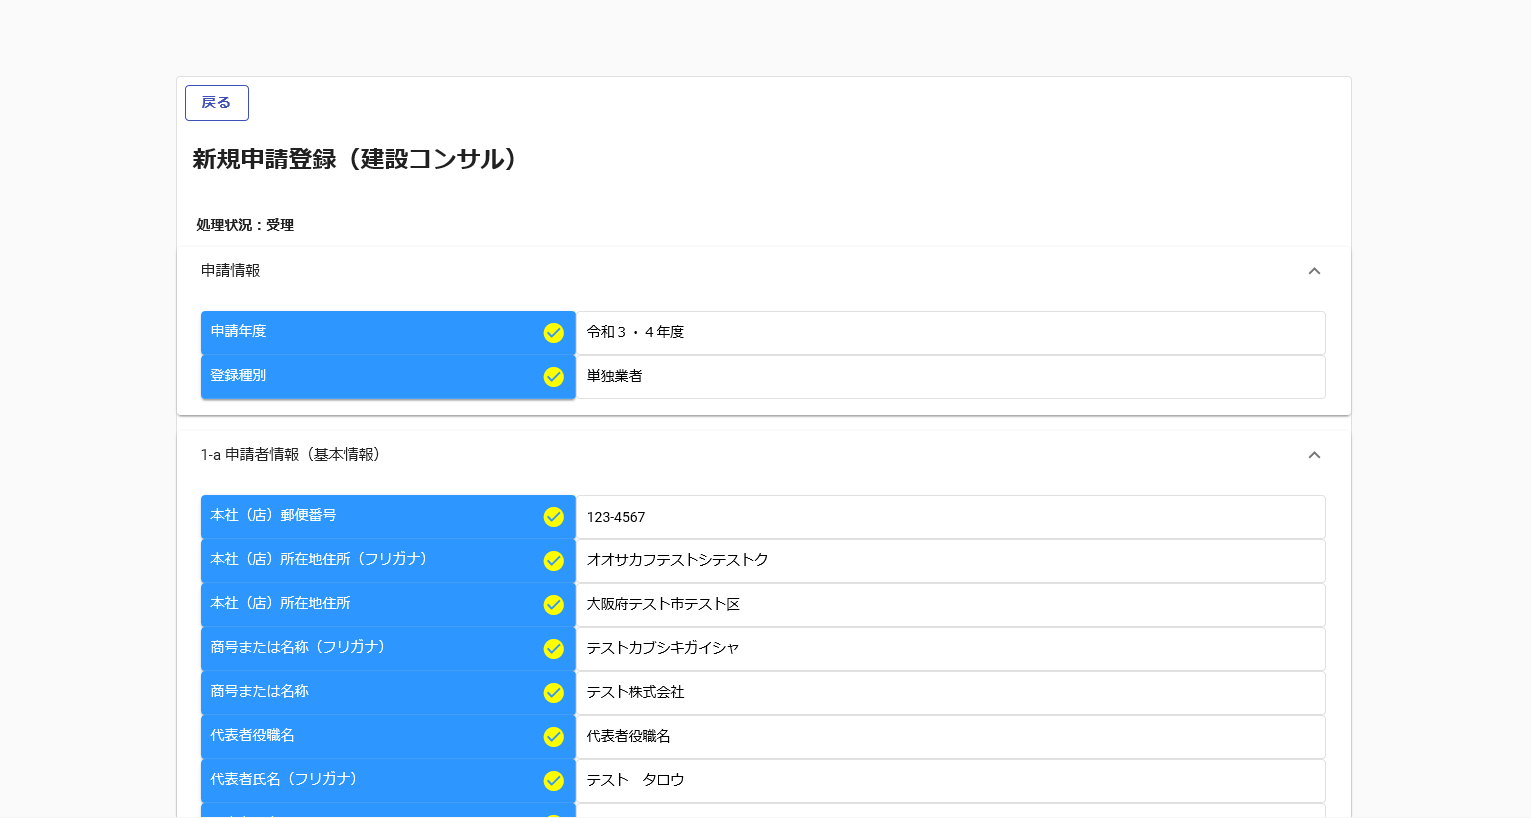 戻る
新規申請登録（建設コンサル）
処理状況：受理
申請情報
申請年度 令和３・４年度
登録種別 単独業者
1-a 申請者情報（基本情報）
本社（店）郵便番号 123-4567
本社（店）所在地住所（フリガナ） オオサカフテストシテストク
本社（店）所在地住所 大阪府テスト市テスト区
商号または名称（フリガナ） テストカブシキガイシャ
商号または名称 テスト株式会社
代表者役職名 代表者役職名
代表者氏名（フリガナ） テスト　タロウ